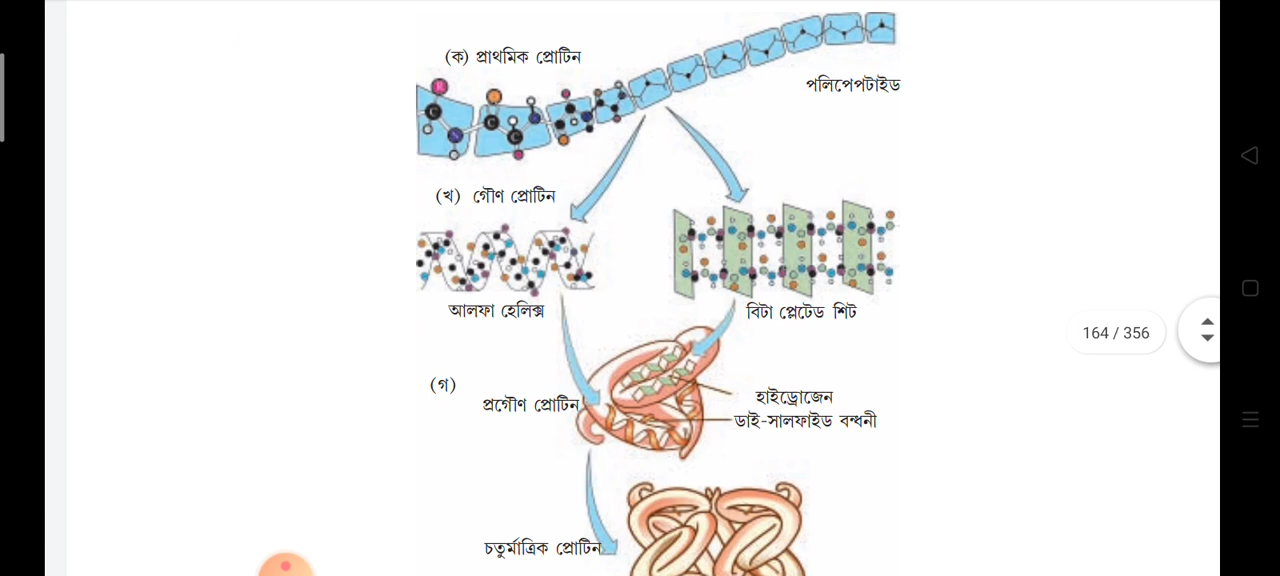 (ক) প্রাথমিক প্রোটিন
পলিপেপটাইড
R
C
N
C
C
(খ) গৌণ প্রোটিন
আলফা হেলিক্স
বিটা প্লেটেড শিট
164 / 356
(গ)
প্রগৌণ প্রোটিন
হাইড্রোজেন
ডাই-সালফাইড বন্ধনী
চতুর্মাত্রিক প্রোটিন